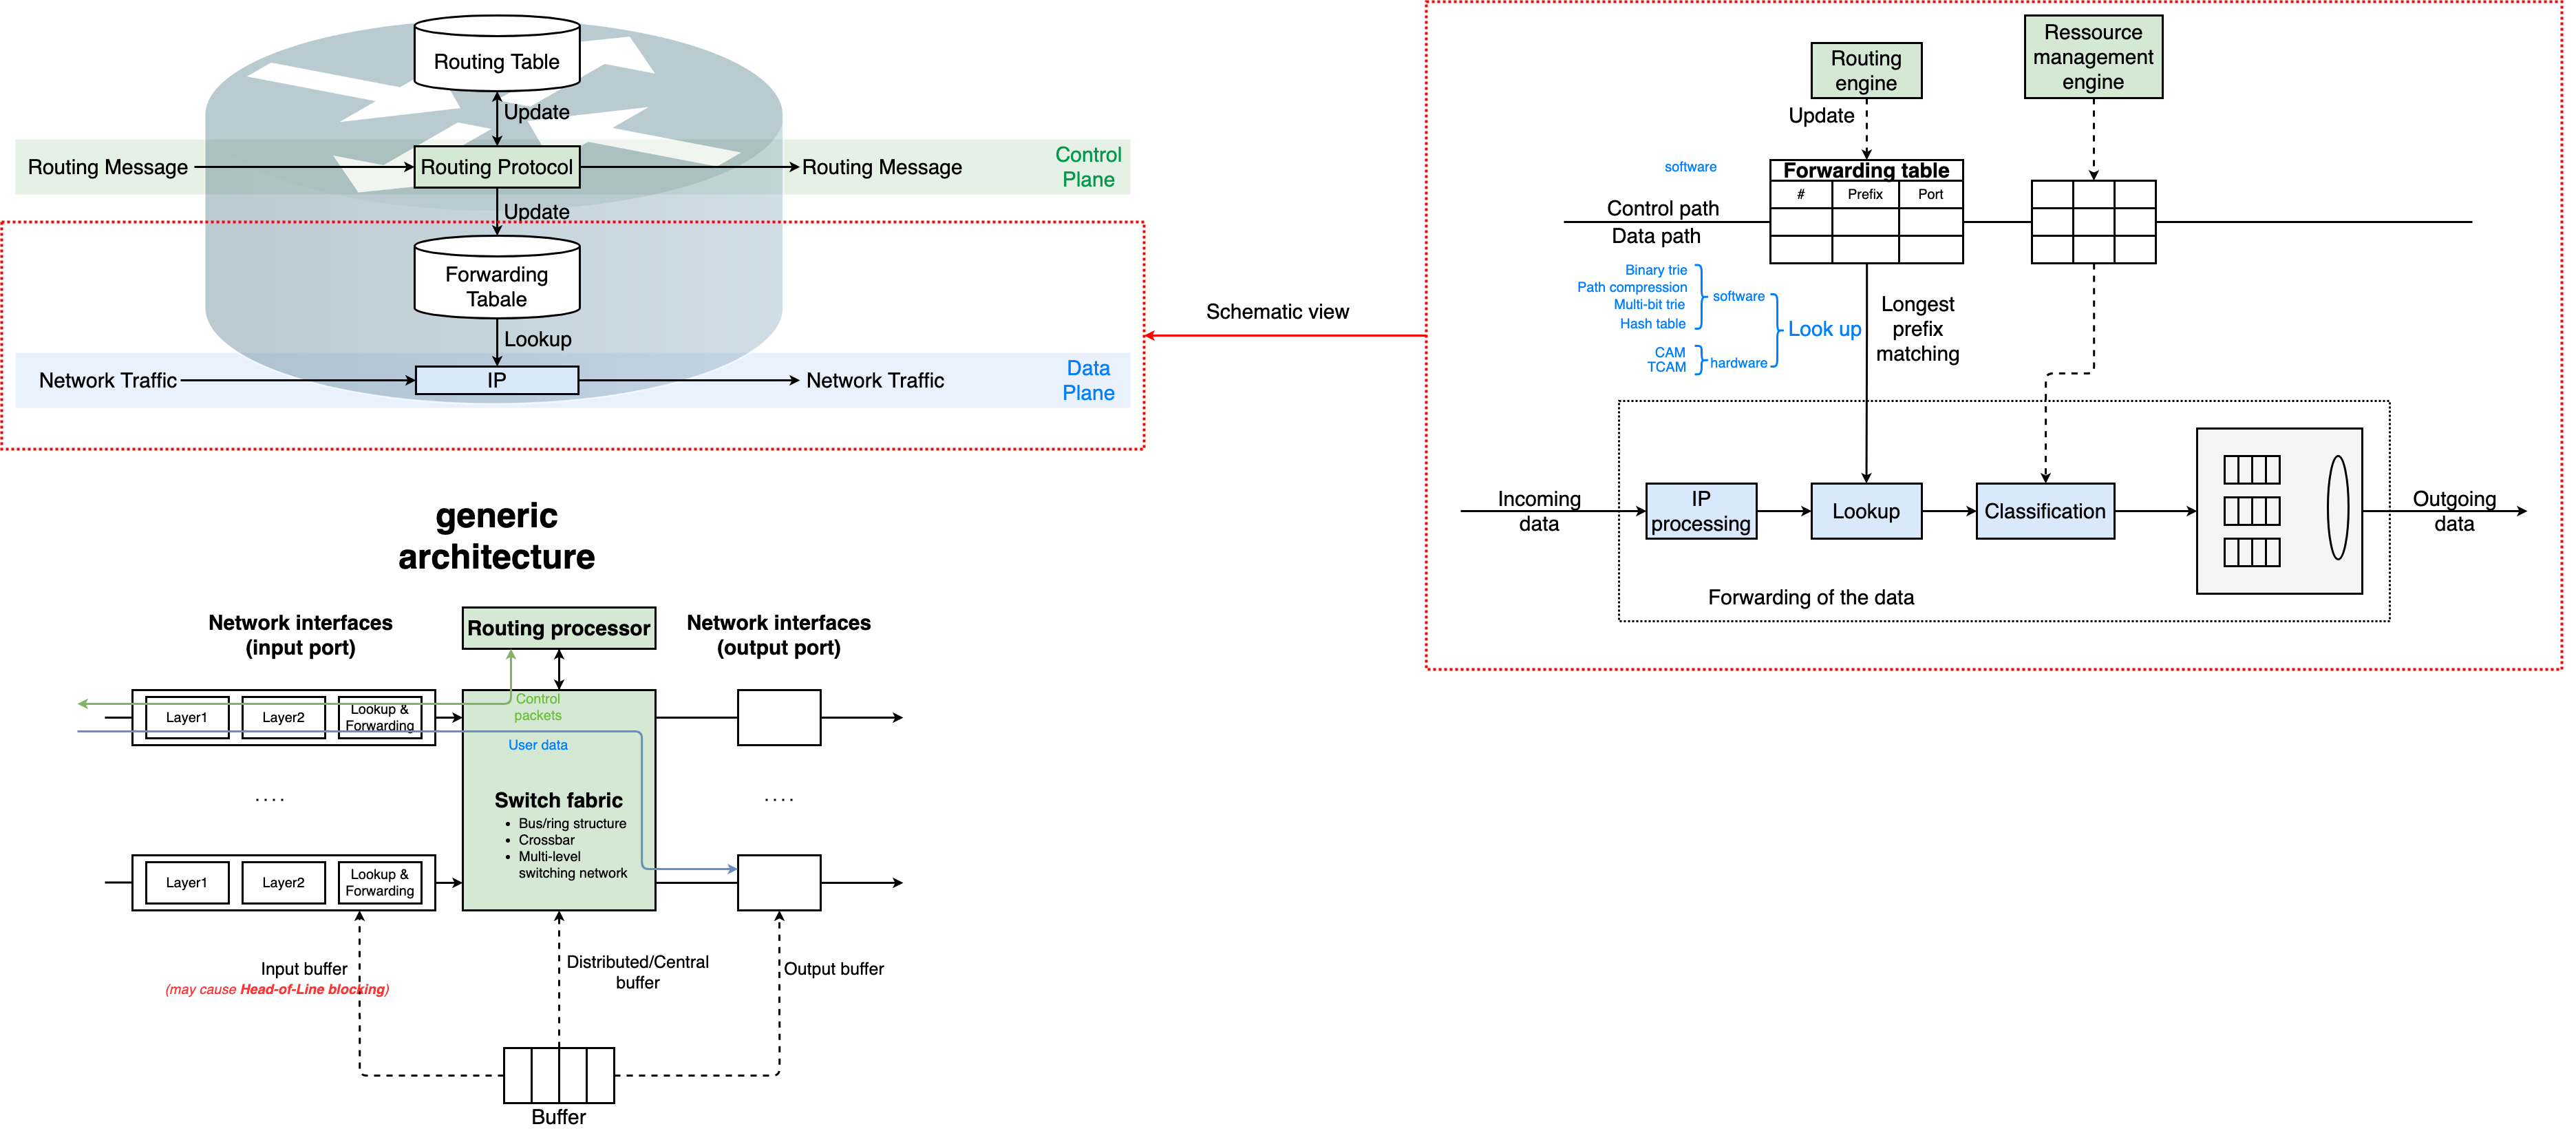 Routing Table
Update
Routing Message
Routing Protocol
Routing Message
Control
Plane
Update
Forwarding
Tabale
Lookup
Network Traffic
IP
Network Traffic
Data
Plane
Schematic view
Routing
engine
Ressource
management
engine
Update
software
Forwarding table
# Prefix Port
Control path
Data path
Binary trie
Path compression
Multi-bit trie
Hash table
software
CAM
TCAM
hardware
Look up
Longest
prefix
matching
Incoming
data
IP
processing
Lookup
Classification
Outgoing
data
Forwarding of the data
generic
architecture
Network interfaces
(input port)
Routing processor
Network interfaces
(output port)
Layer1
Layer2
Lookup &
Forwarding
Control
packets
User data
....
....
Switch fabric
• Bus/ring structure
• Crossbar
• Multi-level
switching network
Layer1
Layer2
Lookup &
Forwarding
Input buffer
(may cause Head-of-Line blocking)
Distributed/Central
buffer
Output buffer
Buffer